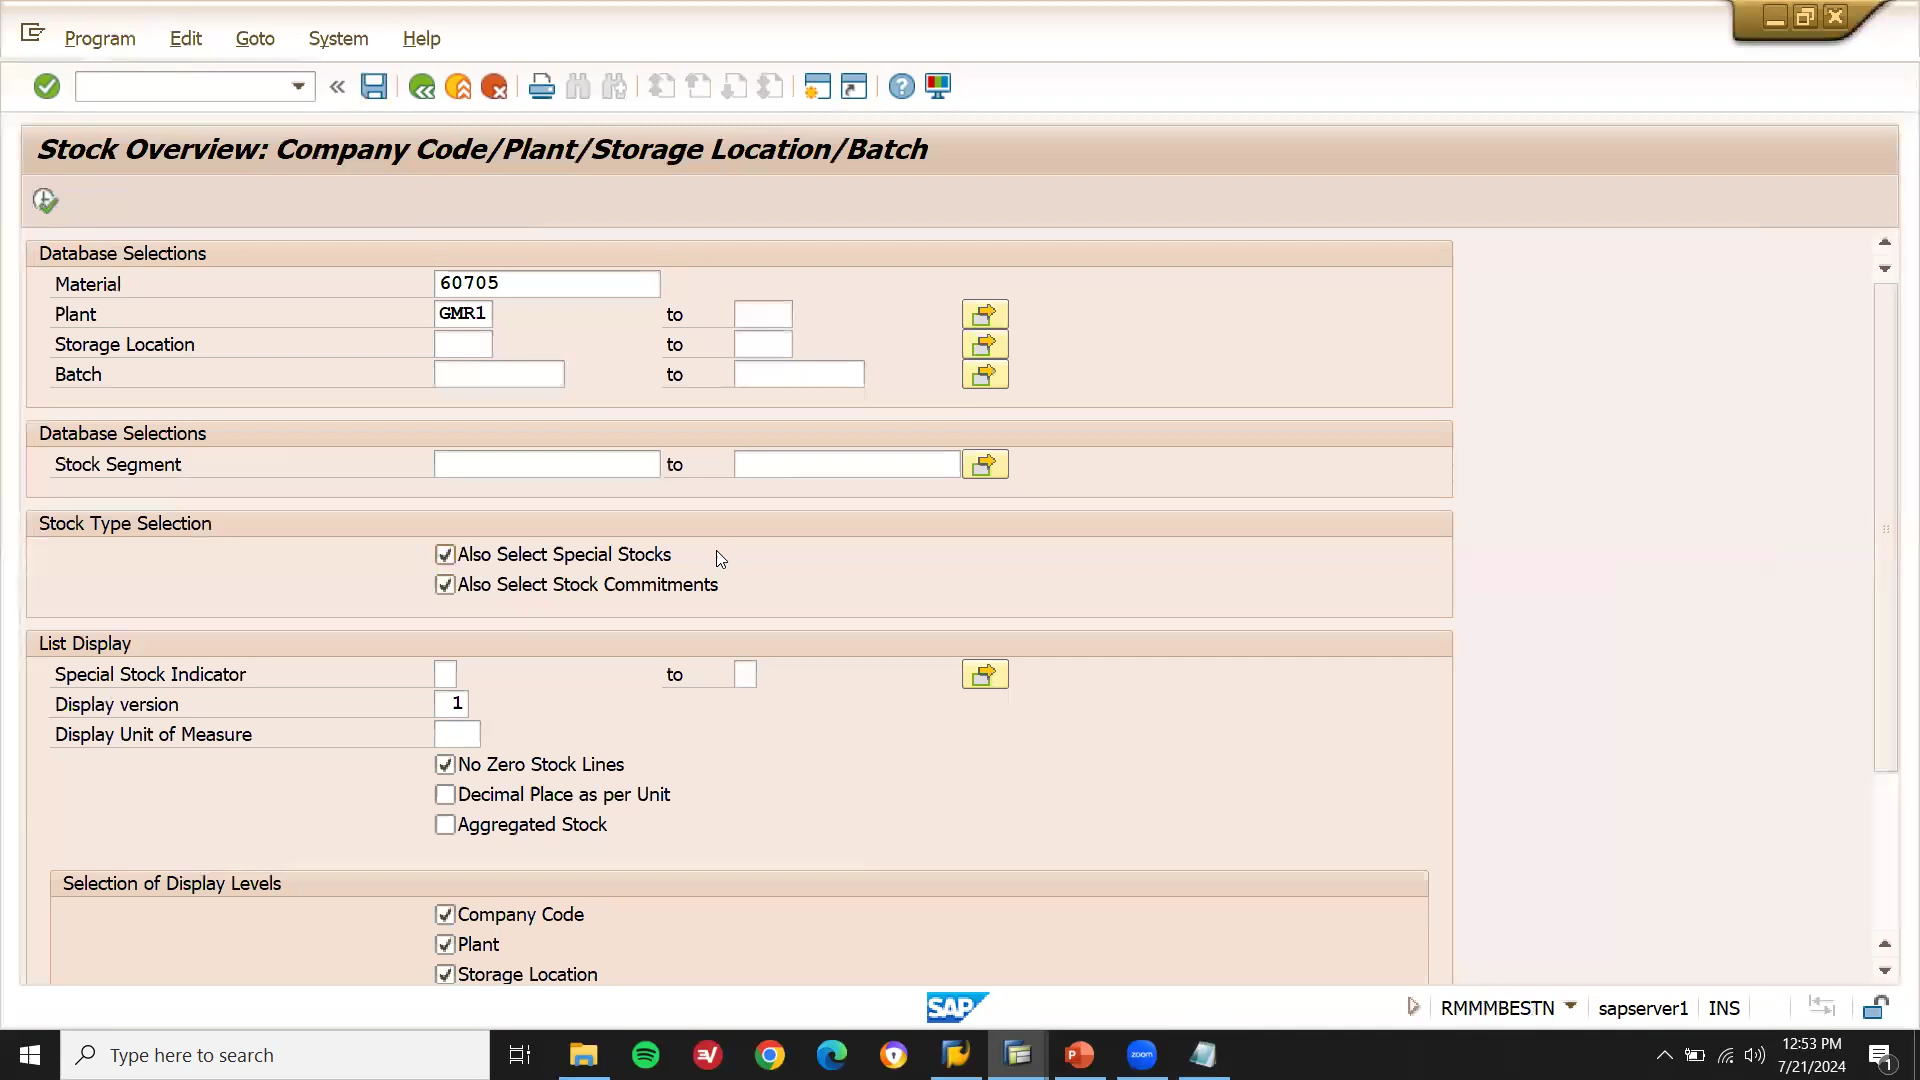 Program Edit Goto System Help
Stock Overview: Company Code/Plant/Storage Location/Batch
Database Selections
Material 60705
Plant GMR1 to
Storage Location to
Batch to
Database Selections
Stock Segment to
Stock Type Selection
Also Select Special Stocks
Also Select Stock Commitments
List Display
Special Stock Indicator to
Display version 1
Display Unit of Measure
No Zero Stock Lines
Decimal Place as per Unit
Aggregated Stock
Selection of Display Levels
Company Code
Plant
Storage Location
SAP RMMMBESTN sapserver1 INS
Type here to search zoom 12:53 PM
7/21/2024 1